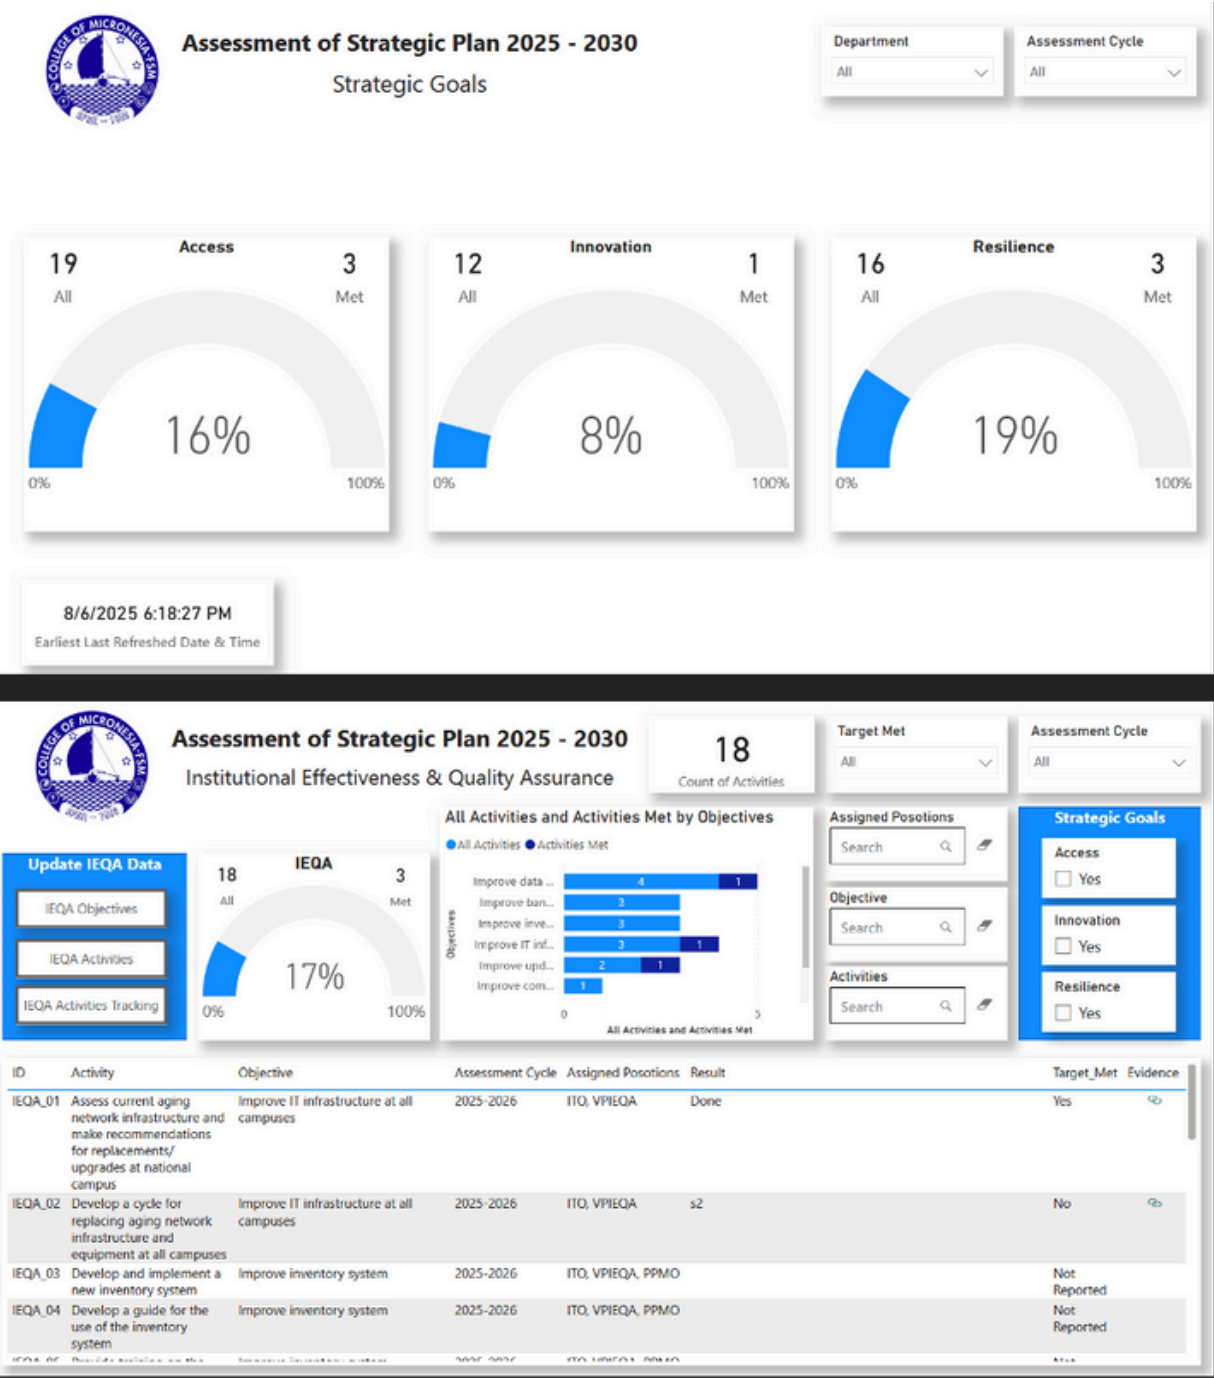 COLLEGE OF MICRONESIA-FSM
Assessment of Strategic Plan 2025 - 2030
Strategic Goals
Department
All
Assessment Cycle
All
Access
19
All
3
Met
16%
0%
100%
Innovation
12
All
1
Met
8%
0%
100%
Resilience
16
All
3
Met
19%
0%
100%
8/6/2025 6:18:27 PM
Earliest Last Refreshed Date & Time
COLLEGE OF MICRONESIA-FSM
Assessment of Strategic Plan 2025 - 2030
Institutional Effectiveness & Quality Assurance
18
Count of Activities
Target Met
All
Assessment Cycle
All
Update IEQA Data
IEQA Objectives
IEQA Activities
IEQA Activities Tracking
IEQA
18
All
3
Met
17%
0%
100%
All Activities and Activities Met by Objectives
All Activities Activities Met
Objectives
Improve data ... 4 1
Improve ban... 3
Improve inve... 3
Improve IT inf... 3 1
Improve upd... 2 1
Improve com... 1
0 5
All Activities and Activities Met
Assigned Posotions
Search
Objective
Search
Activities
Search
Strategic Goals
Access
Yes
Innovation
Yes
Resilience
Yes
ID Activity Objective Assessment Cycle Assigned Posotions Result Target_Met Evidence
IEQA_01 Assess current aging Improve IT infrastructure at all 2025-2026 ITO, VPIEQA Done Yes
network infrastructure and campuses
make recommendations
for replacements/
upgrades at national
campus
IEQA_02 Develop a cycle for Improve IT infrastructure at all 2025-2026 ITO, VPIEQA s2 No
replacing aging network campuses
infrastructure and
equipment at all campuses
IEQA_03 Develop and implement a Improve inventory system 2025-2026 ITO, VPIEQA, PPMO Not
new inventory system Reported
IEQA_04 Develop a guide for the Improve inventory system 2025-2026 ITO, VPIEQA, PPMO Not
use of the inventory Reported
system